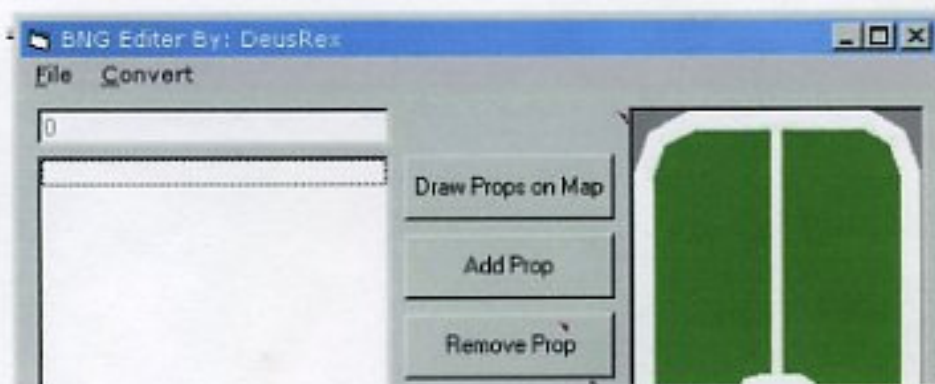 BNG Editer By: DeusRex
File Convert
0
Draw Props on Map
Add Prop
Remove Prop